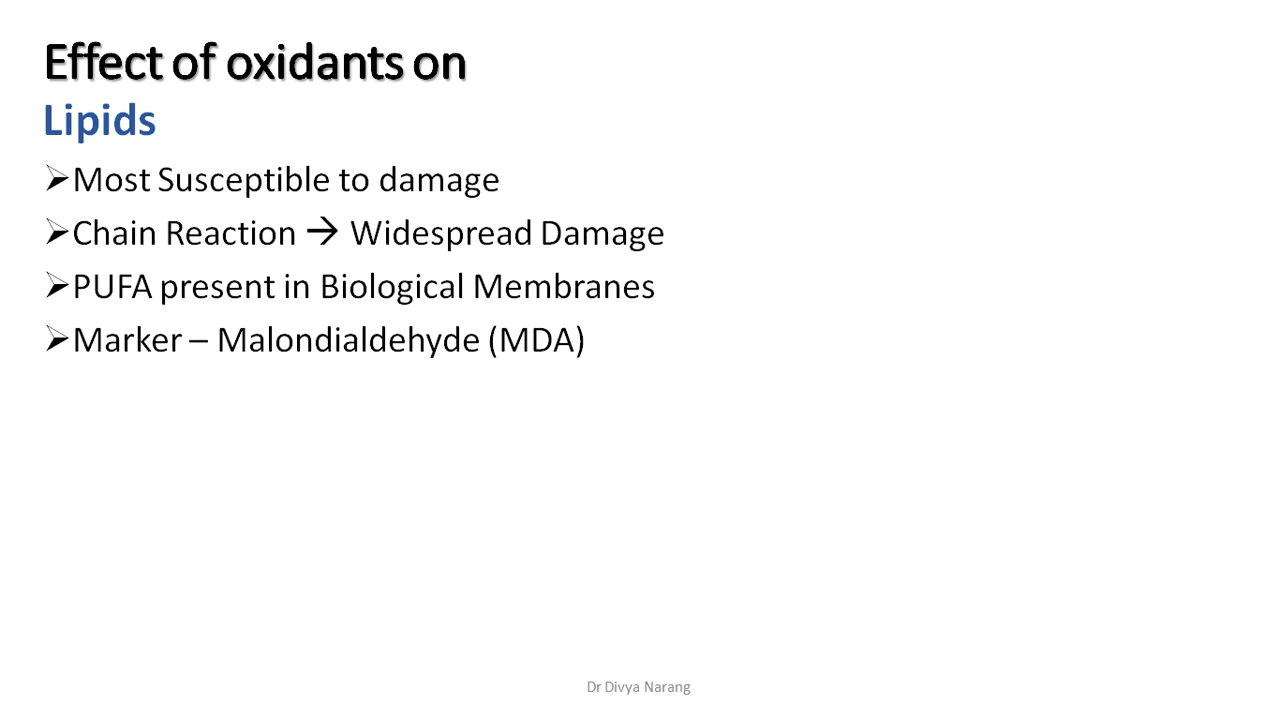 Effect of oxidants on
Lipids
➢Most Susceptible to damage
➢Chain Reaction → Widespread Damage
➢PUFA present in Biological Membranes
➢Marker – Malondialdehyde (MDA)
Dr Divya Narang